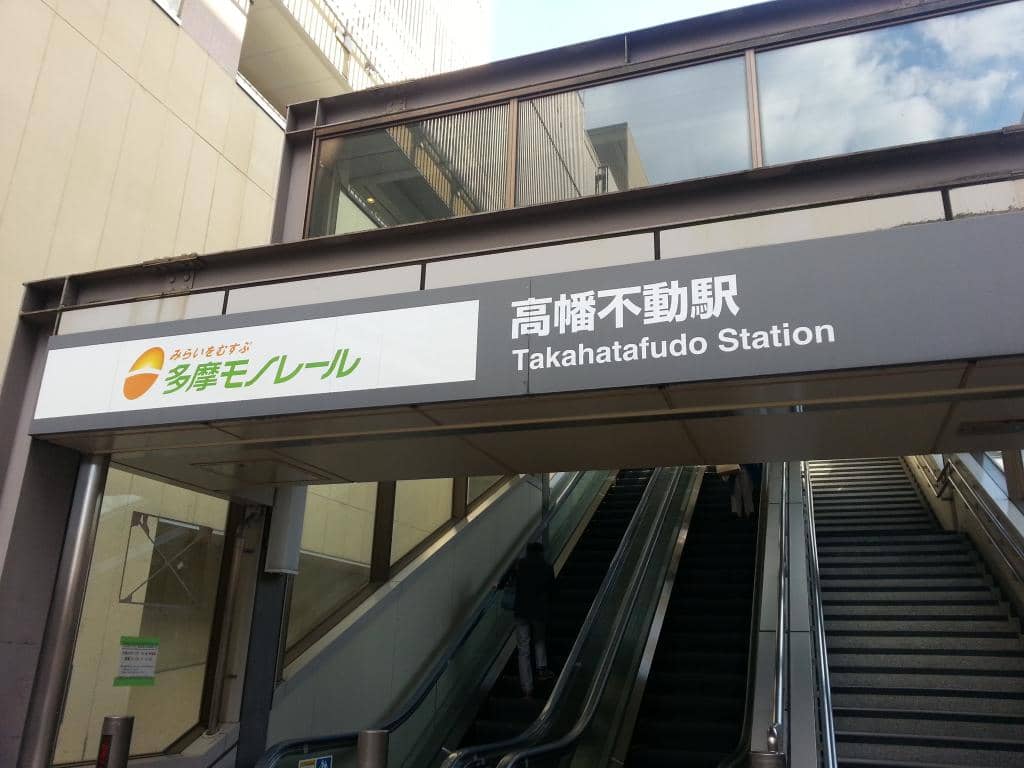 みらいをむすぶ
多摩モノレール
高幡不動駅
Takahatafudo Station